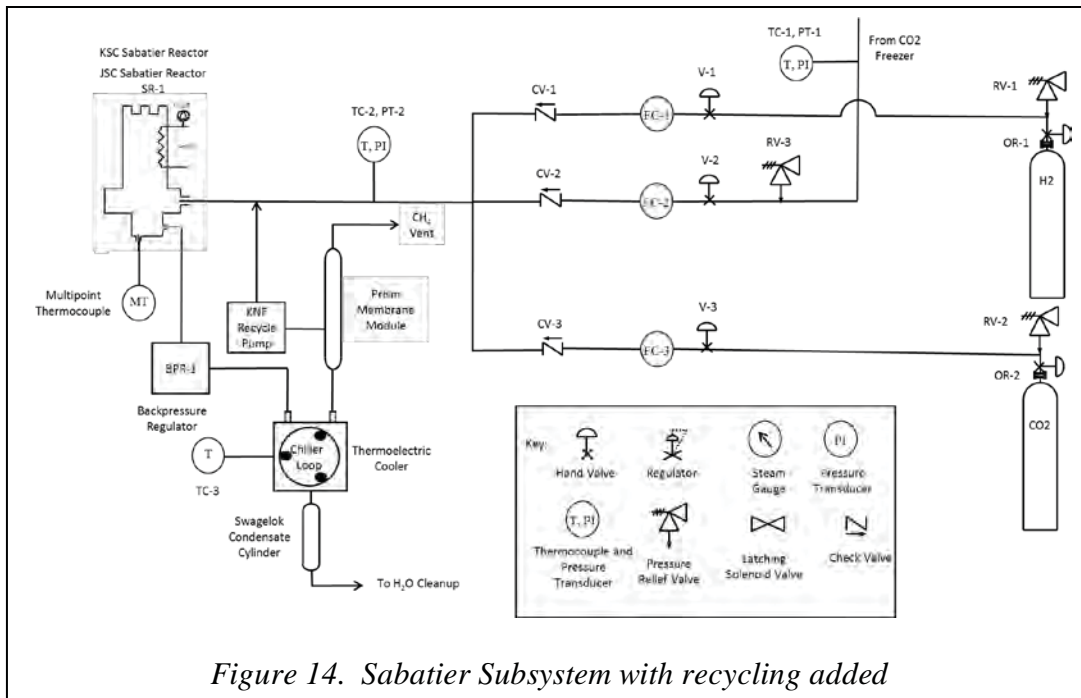 KSC Sabatier Reactor
JSC Sabatier Reactor
SR-1
TC-2, PT-2
T, PI
TC-1, PT-1
T, PI
From CO2
Freezer
CV-1
FC-1
V-1
RV-1
OR-1
H2
CV-2
FC-2
V-2
RV-3
CH4
Vent
Multipoint
Thermocouple
MT
KNF
Recycle
Pump
Prism
Membrane
Module
CV-3
FC-3
V-3
RV-2
OR-2
CO2
BPR-1
Backpressure
Regulator
T
TC-3
Chiller
Loop
Thermoelectric
Cooler
Swagelok
Condensate
Cylinder
To H2O Cleanup
Key:
Hand Valve
Regulator
Steam
Gauge
PI
Pressure
Transducer
T, PI
Thermocouple and
Pressure
Transducer
Pressure
Relief Valve
Latching
Solenoid Valve
Check Valve
Figure 14. Sabatier Subsystem with recycling added